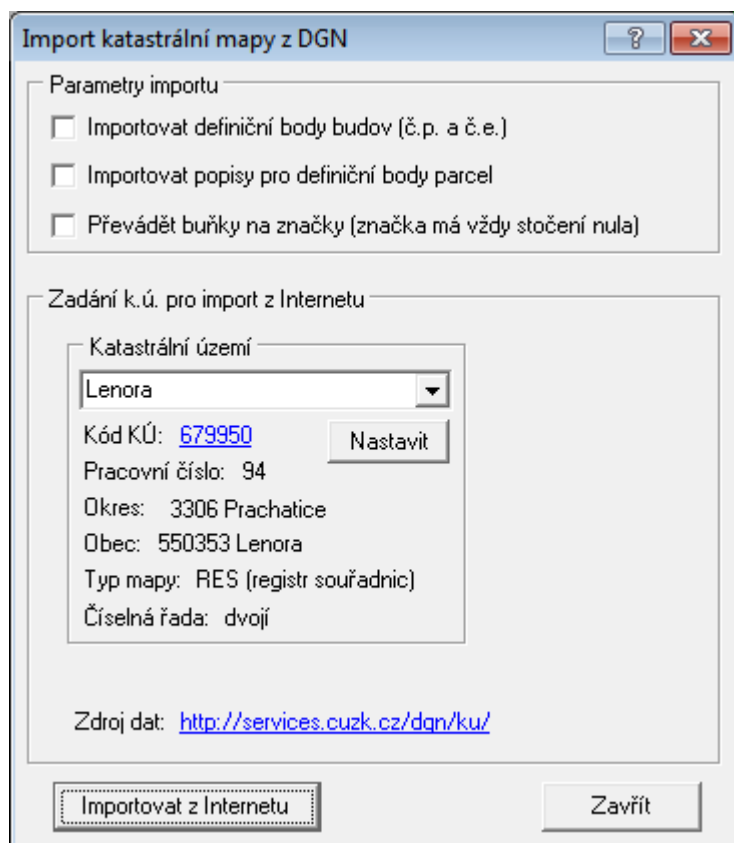 Import katastrální mapy z DGN
Parametry importu
Importovat definiční body budov (č.p. a č.e.)
Importovat popisy pro definiční body parcel
Převádět buňky na značky (značka má vždy stočení nula)
Zadání k.ú. pro import z Internetu
Katastrální území
Lenora
Kód KÚ: 679950
Nastavit
Pracovní číslo: 94
Okres: 3306 Prachatice
Obec: 550353 Lenora
Typ mapy: RES (registr souřadnic)
Číselná řada: dvojí
Zdroj dat: http://services.cuzk.cz/dgn/ku/
Importovat z Internetu
Zavřít